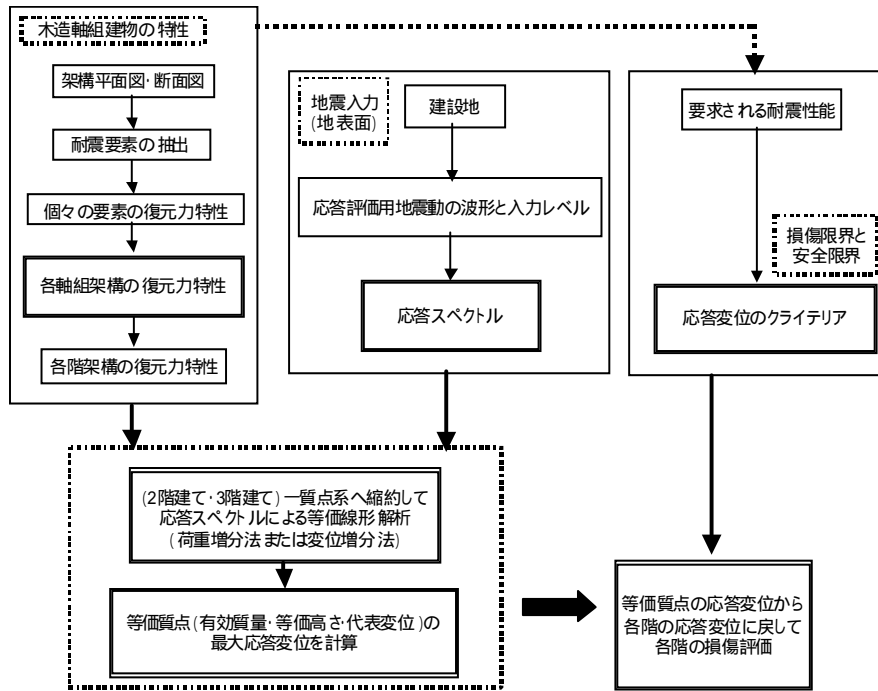 木造軸組建物の特性
架構平面図・断面図
耐震要素の抽出
個々の要素の復元力特性
各軸組架構の復元力特性
各階架構の復元力特性
地震入力
(地表面)
建設地
応答評価用地震動の波形と入力レベル
応答スペクトル
要求される耐震性能
損傷限界と
安全限界
応答変位のクライテリア
(2階建て・3階建て)一質点系へ縮約して
応答スペクトルによる等価線形解析
(荷重増分法または変位増分法)
等価質点(有効質量・等価高さ・代表変位)の
最大応答変位を計算
等価質点の応答変位から
各階の応答変位に戻して
各階の損傷評価